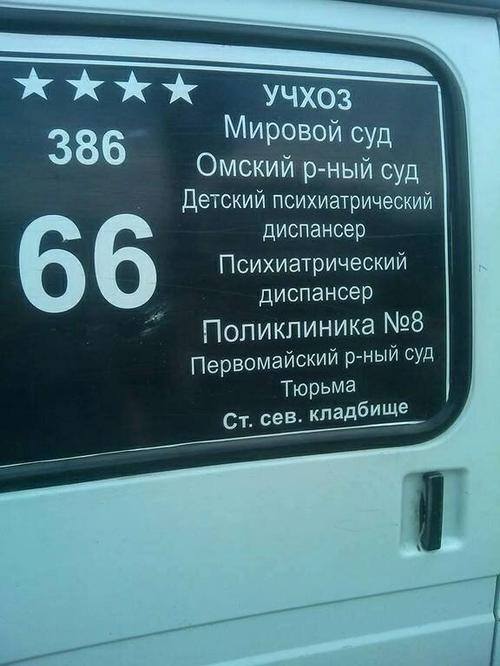 386
66
УЧХОЗ
Мировой суд
Омский р-ный суд
Детский психиатрический
диспансер
Психиатрический
диспансер
Поликлиника №8
Первомайский р-ный суд
Тюрьма
Ст. сев. кладбище